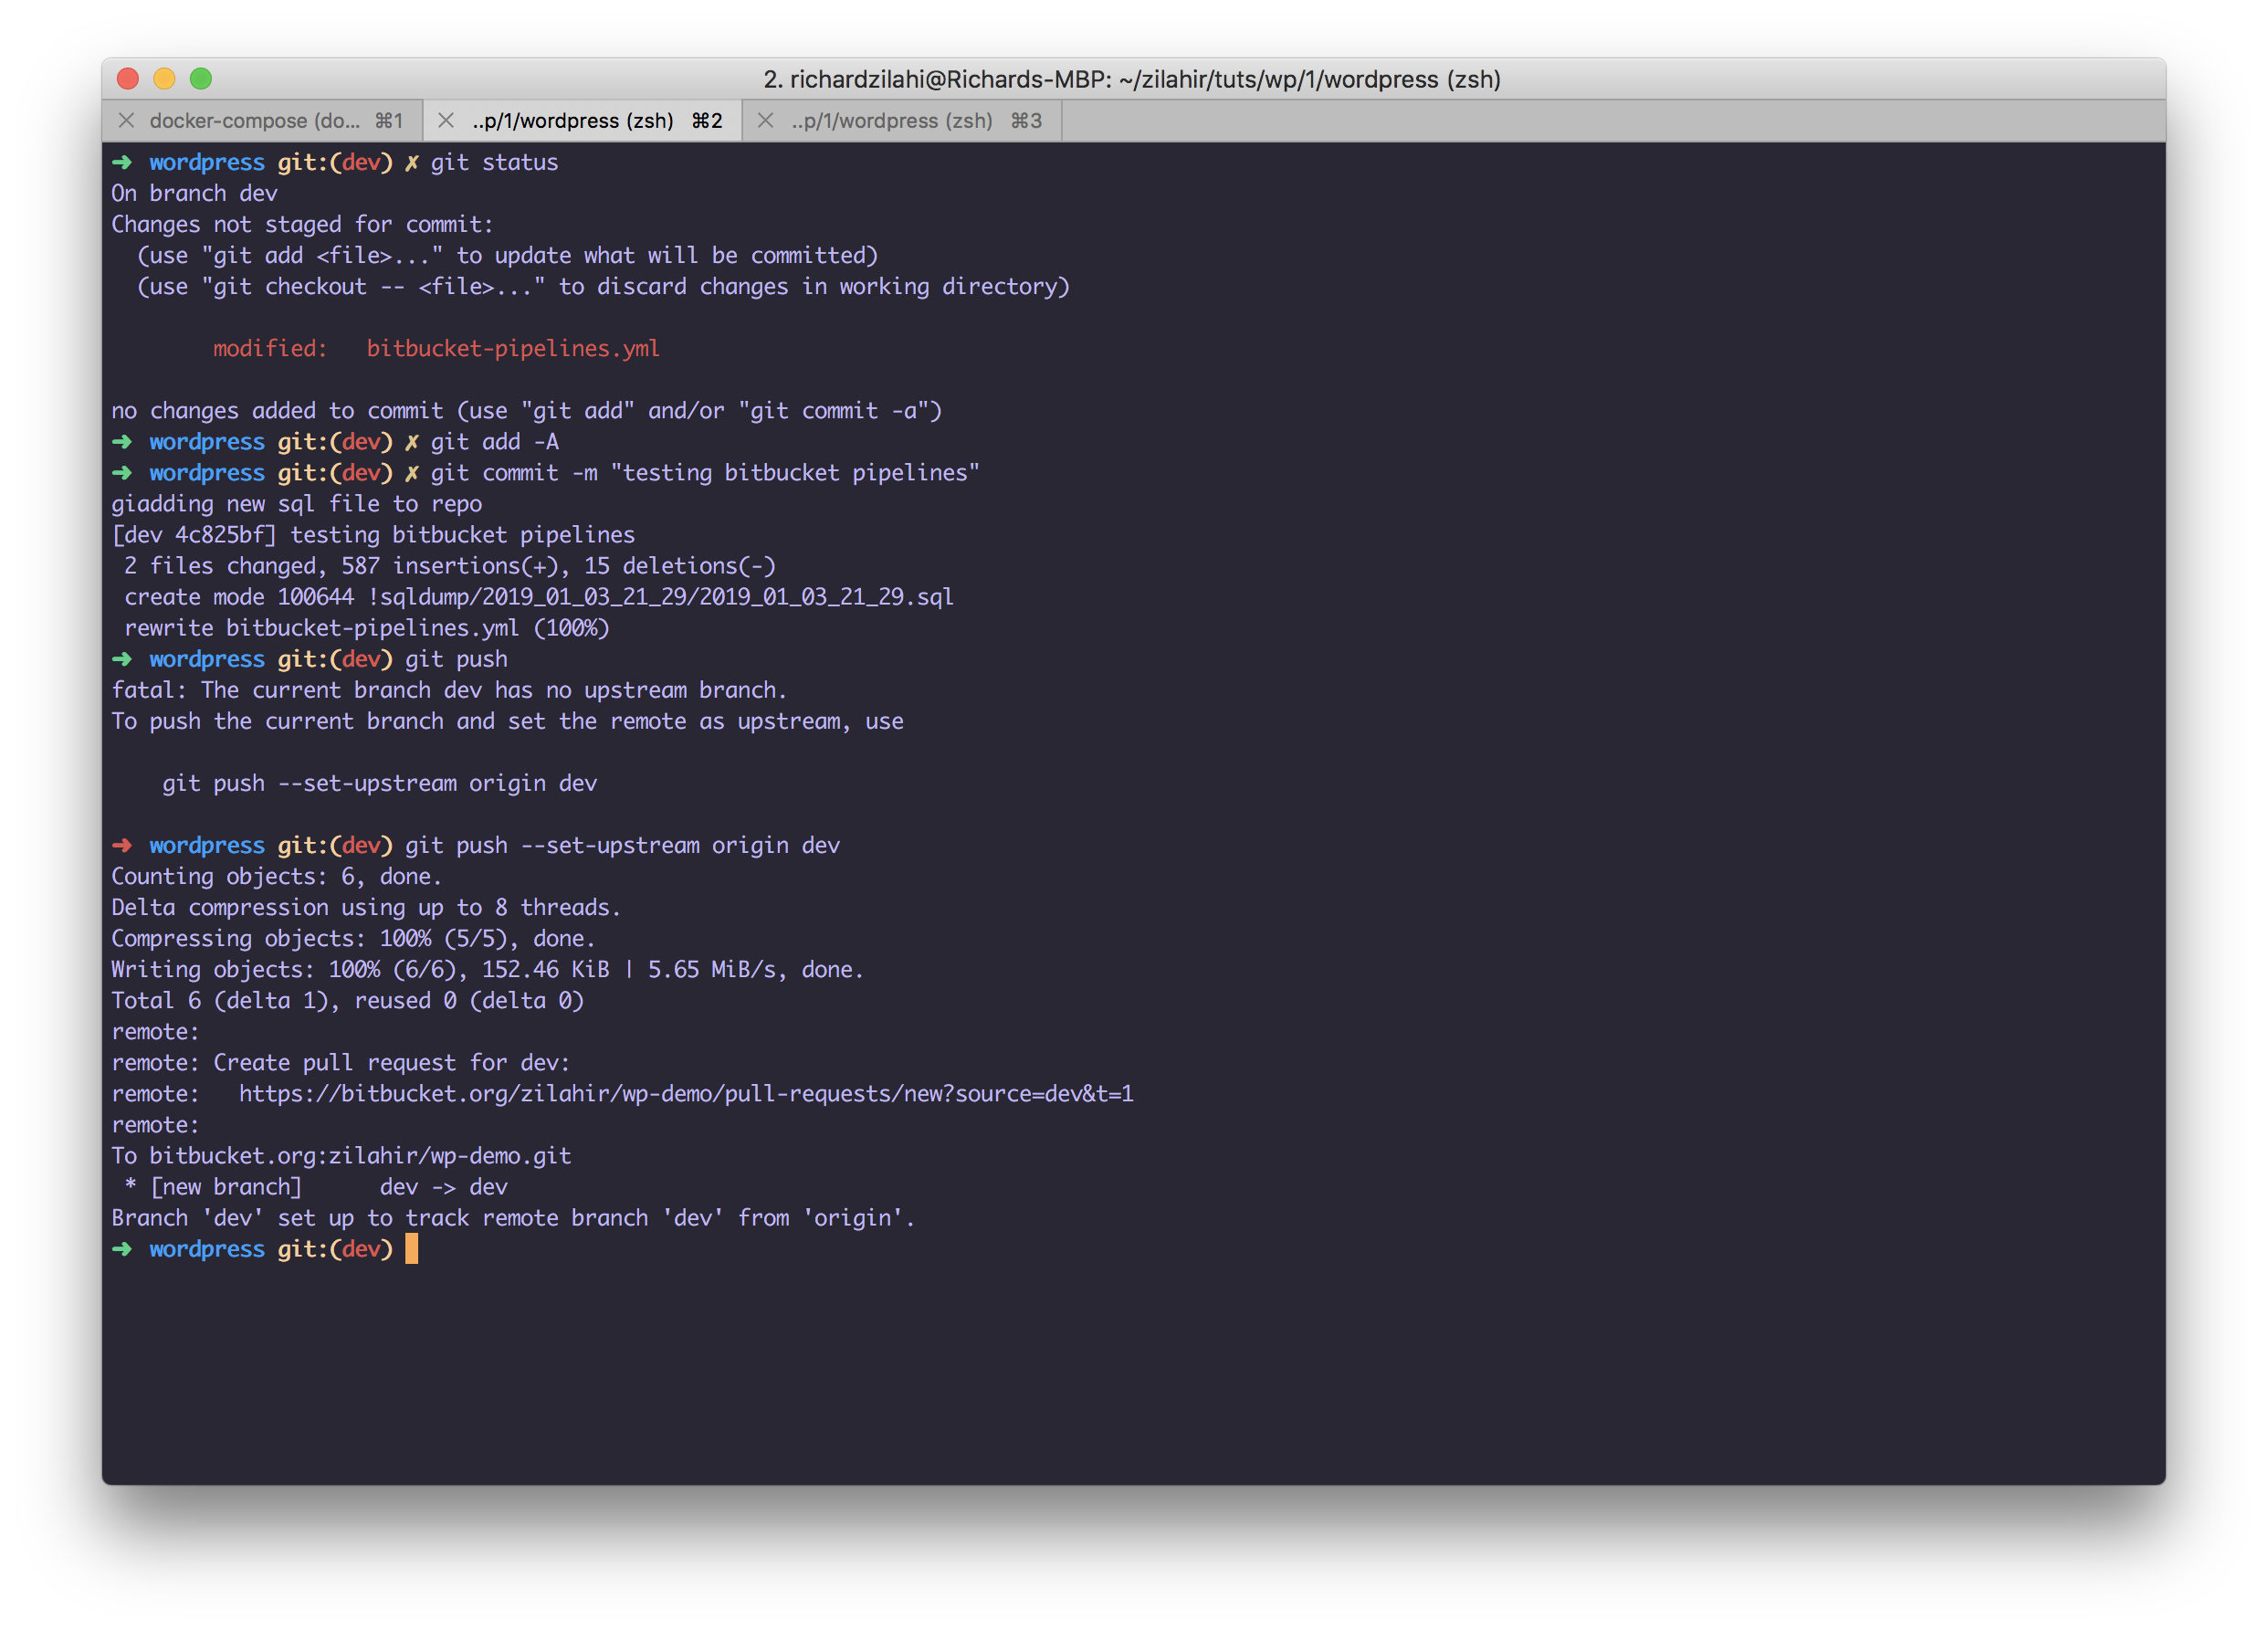 2. richardzilahi@Richards-MBP: ~/zilahir/tuts/wp/1/wordpress (zsh)
docker-compose (do... ⌘1 ..p/1/wordpress (zsh) ⌘2 ..p/1/wordpress (zsh) ⌘3
➜ wordpress git:(dev) ✗ git status
On branch dev
Changes not staged for commit:
  (use "git add <file>..." to update what will be committed)
  (use "git checkout -- <file>..." to discard changes in working directory)
        modified:   bitbucket-pipelines.yml
no changes added to commit (use "git add" and/or "git commit -a")
➜ wordpress git:(dev) ✗ git add -A
➜ wordpress git:(dev) ✗ git commit -m "testing bitbucket pipelines"
giadding new sql file to repo
[dev 4c825bf] testing bitbucket pipelines
 2 files changed, 587 insertions(+), 15 deletions(-)
 create mode 100644 !sqldump/2019_01_03_21_29/2019_01_03_21_29.sql
 rewrite bitbucket-pipelines.yml (100%)
➜ wordpress git:(dev) git push
fatal: The current branch dev has no upstream branch.
To push the current branch and set the remote as upstream, use
    git push --set-upstream origin dev
➜ wordpress git:(dev) git push --set-upstream origin dev
Counting objects: 6, done.
Delta compression using up to 8 threads.
Compressing objects: 100% (5/5), done.
Writing objects: 100% (6/6), 152.46 KiB | 5.65 MiB/s, done.
Total 6 (delta 1), reused 0 (delta 0)
remote:
remote: Create pull request for dev:
remote:   https://bitbucket.org/zilahir/wp-demo/pull-requests/new?source=dev&t=1
remote:
To bitbucket.org:zilahir/wp-demo.git
 * [new branch]      dev -> dev
Branch 'dev' set up to track remote branch 'dev' from 'origin'.
➜ wordpress git:(dev)